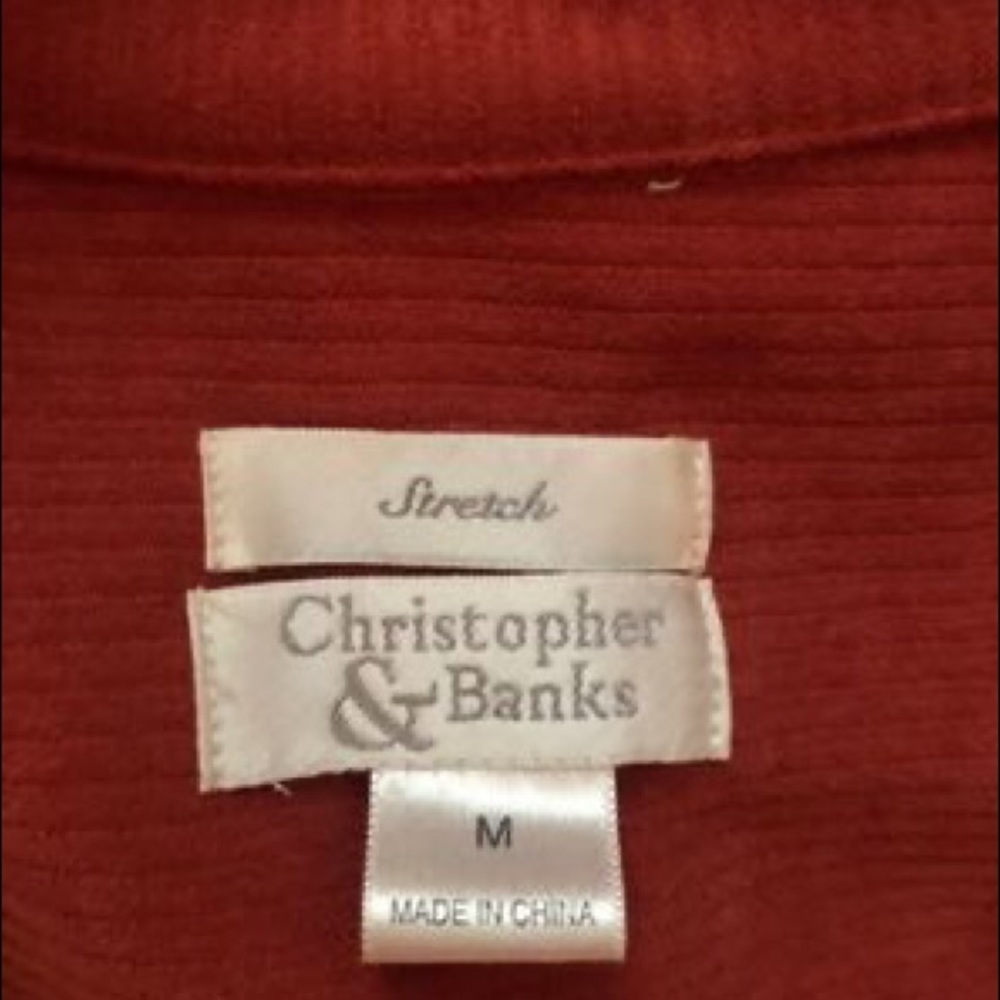 Stretch
Christopher
& Banks
M
MADE IN CHINA